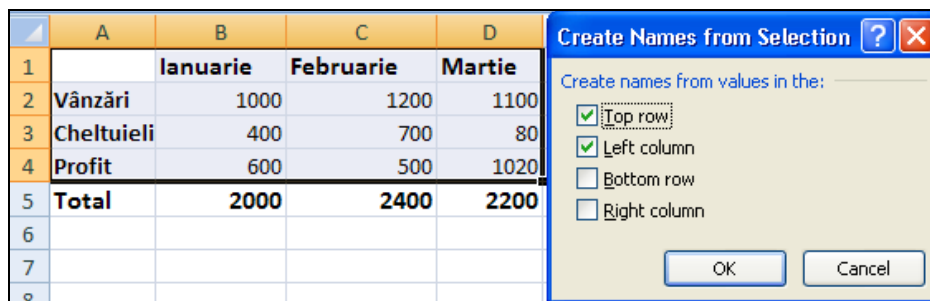 A B C D
1 Ianuarie Februarie Martie
2 Vânzări 1000 1200 1100
3 Cheltuieli 400 700 80
4 Profit 600 500 1020
5 Total 2000 2400 2200
6
7
8
Create Names from Selection
Create names from values in the:
Top row
Left column
Bottom row
Right column
OK Cancel